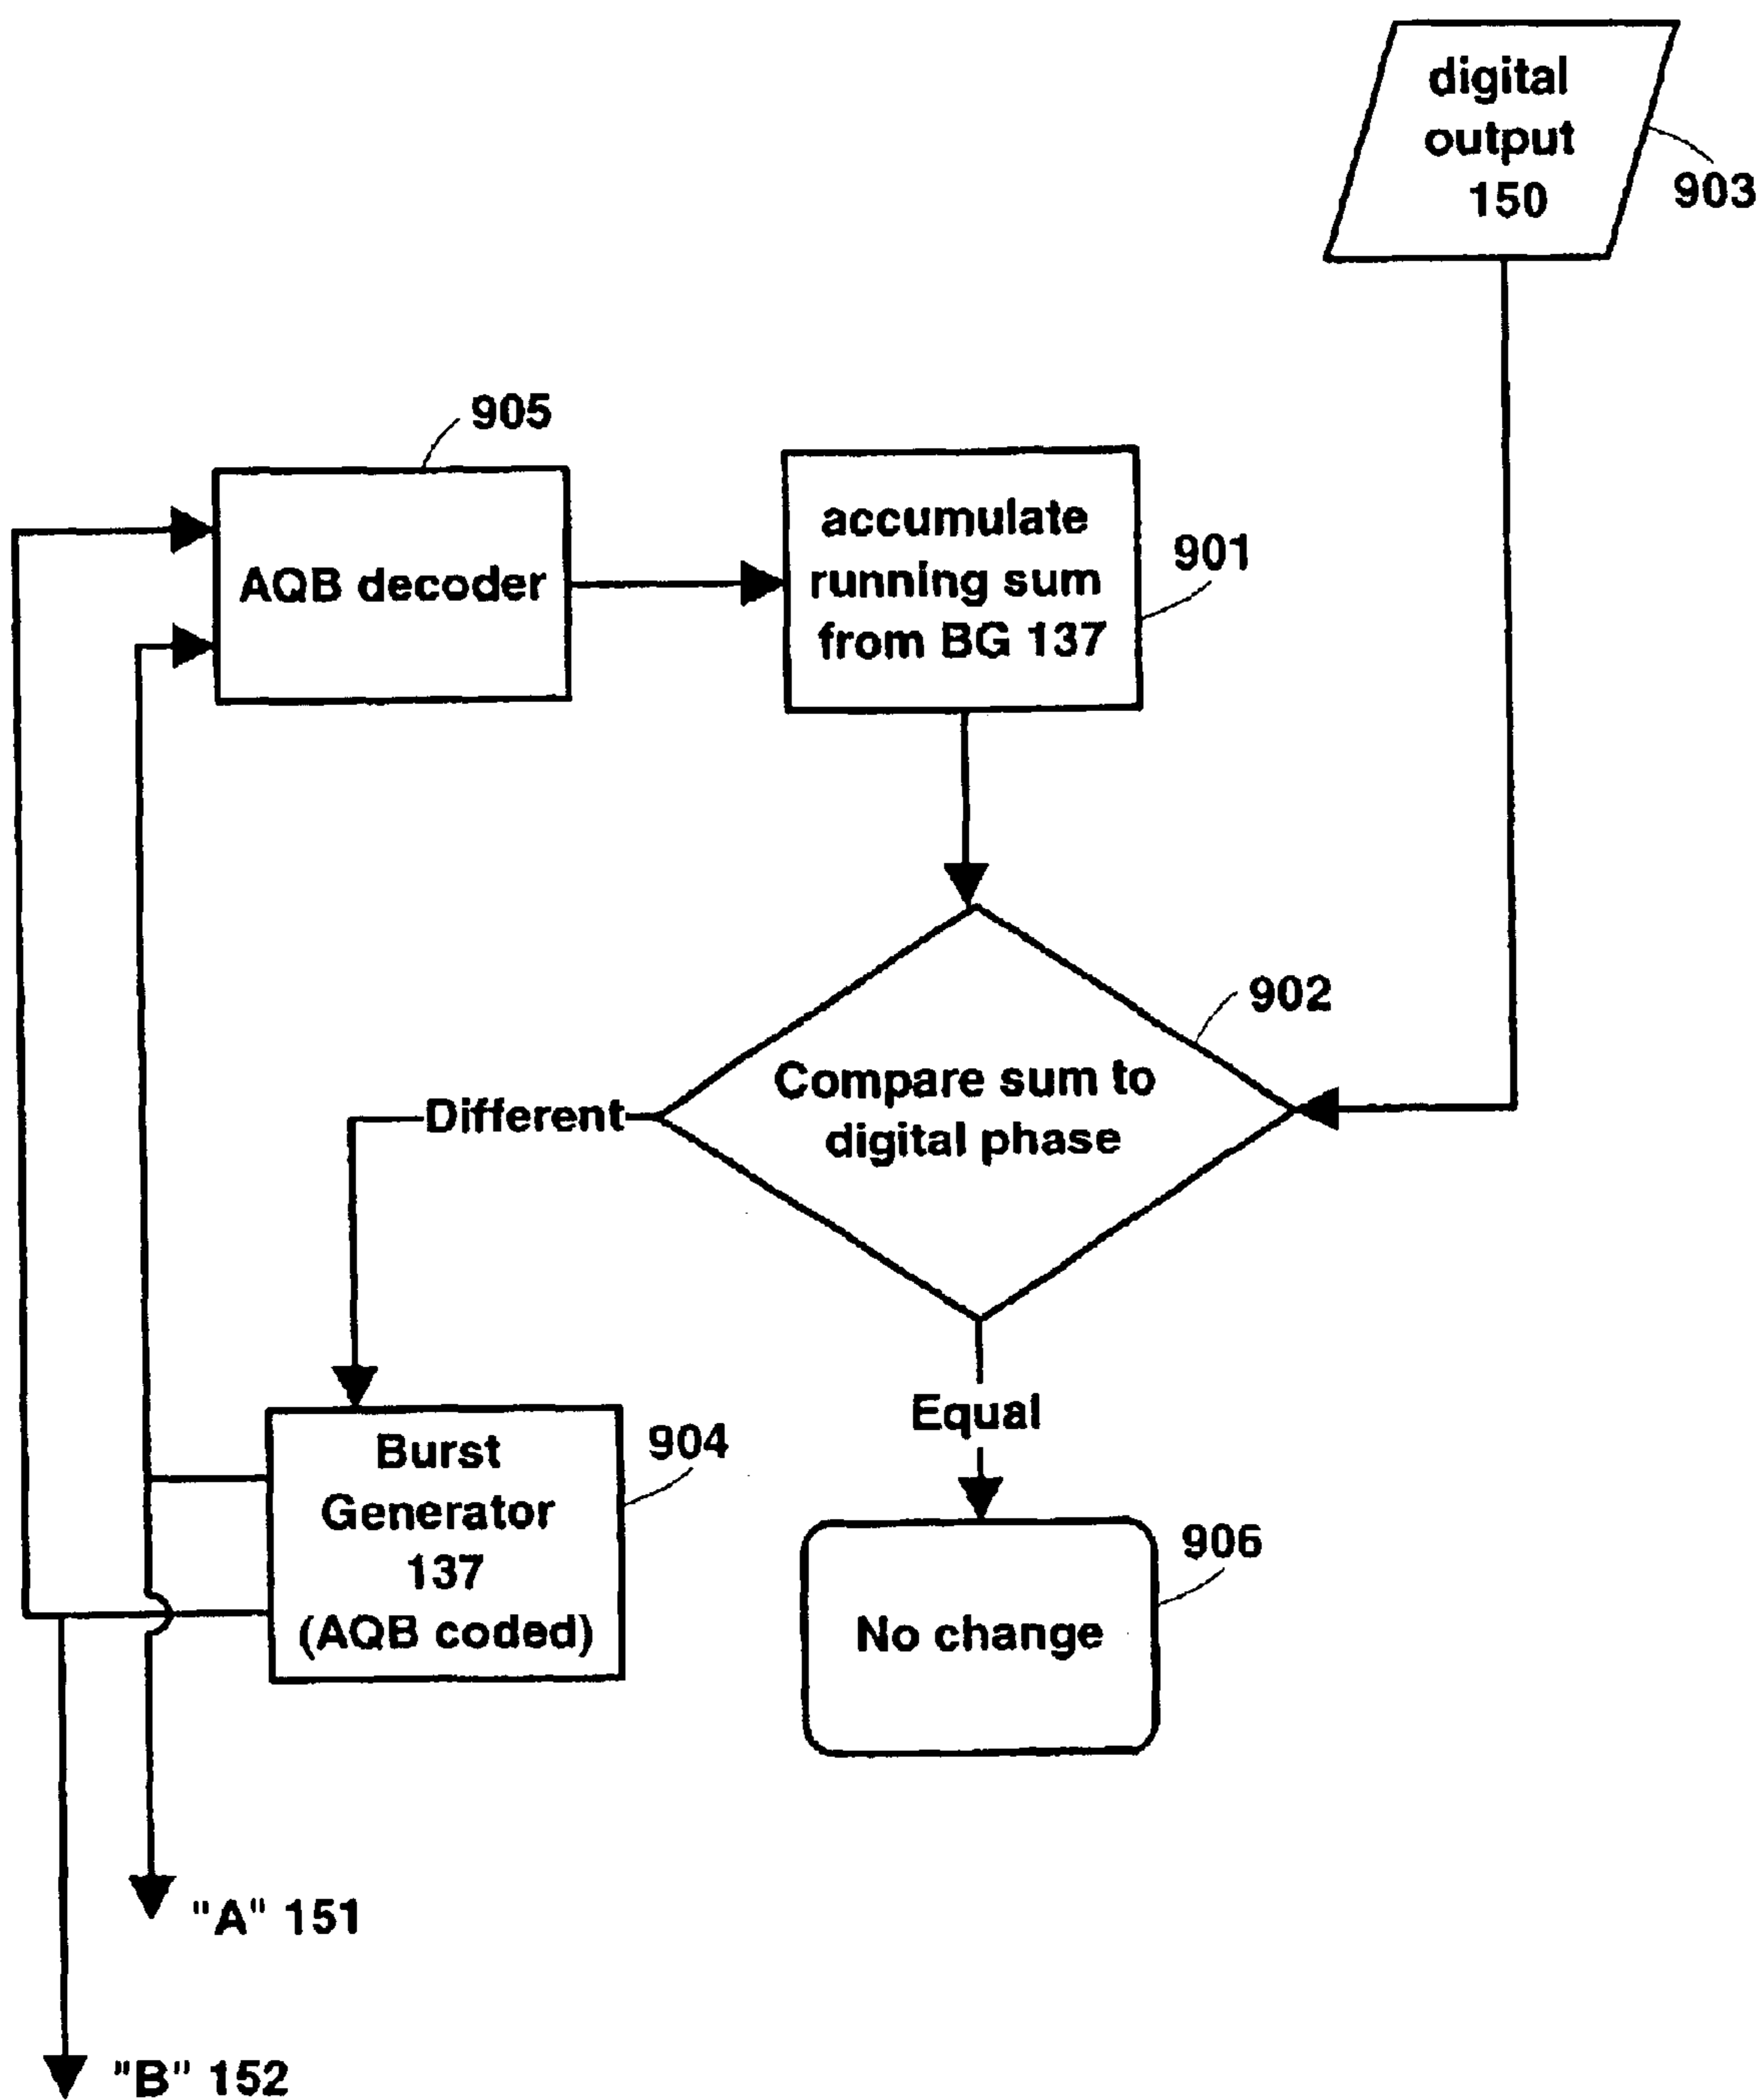 digital
output
150
903
905
AQB decoder
accumulate
running sum
from BG 137
901
902
Compare sum to
digital phase
Different
Equal
Burst
Generator
137
(AQB coded)
904
906
No change
"A" 151
"B" 152